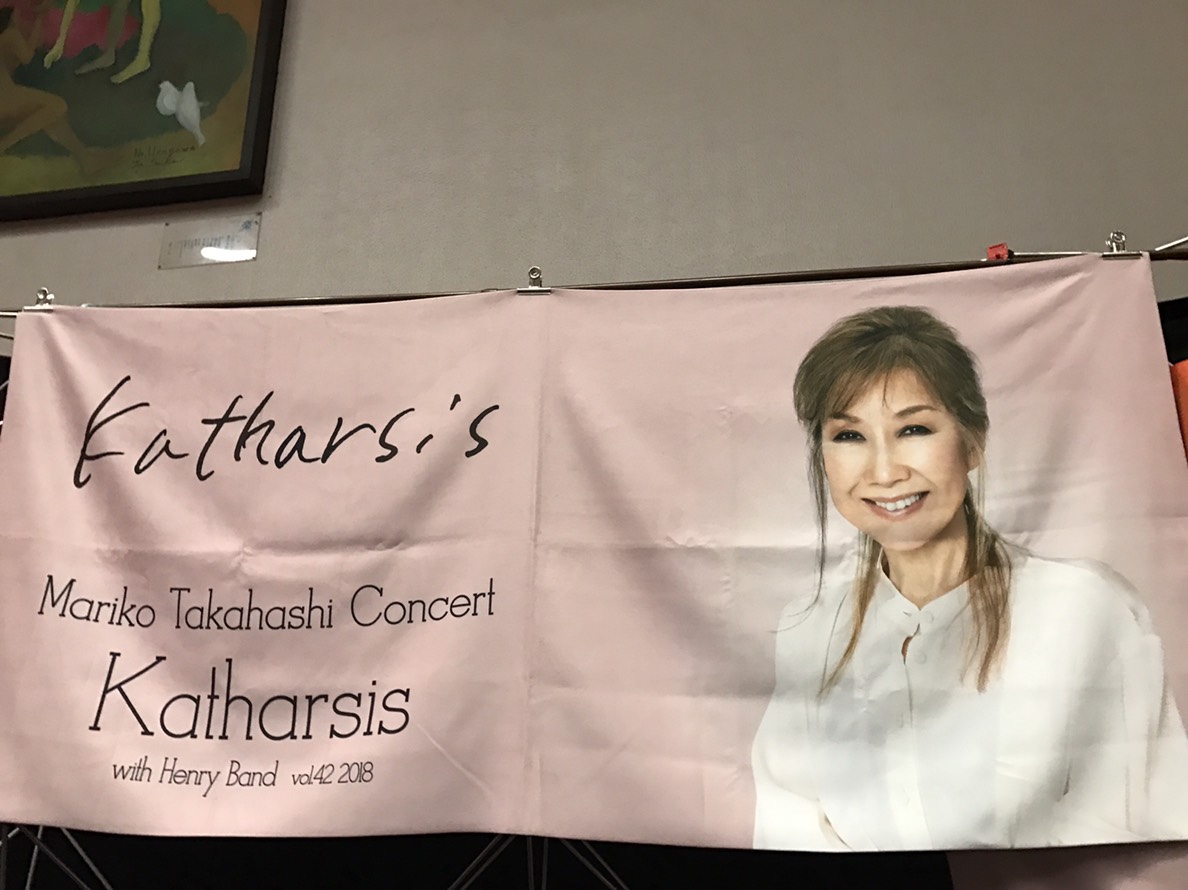 Katharsis
Mariko Takahashi Concert
Katharsis
with Henry Band vol.42 2018